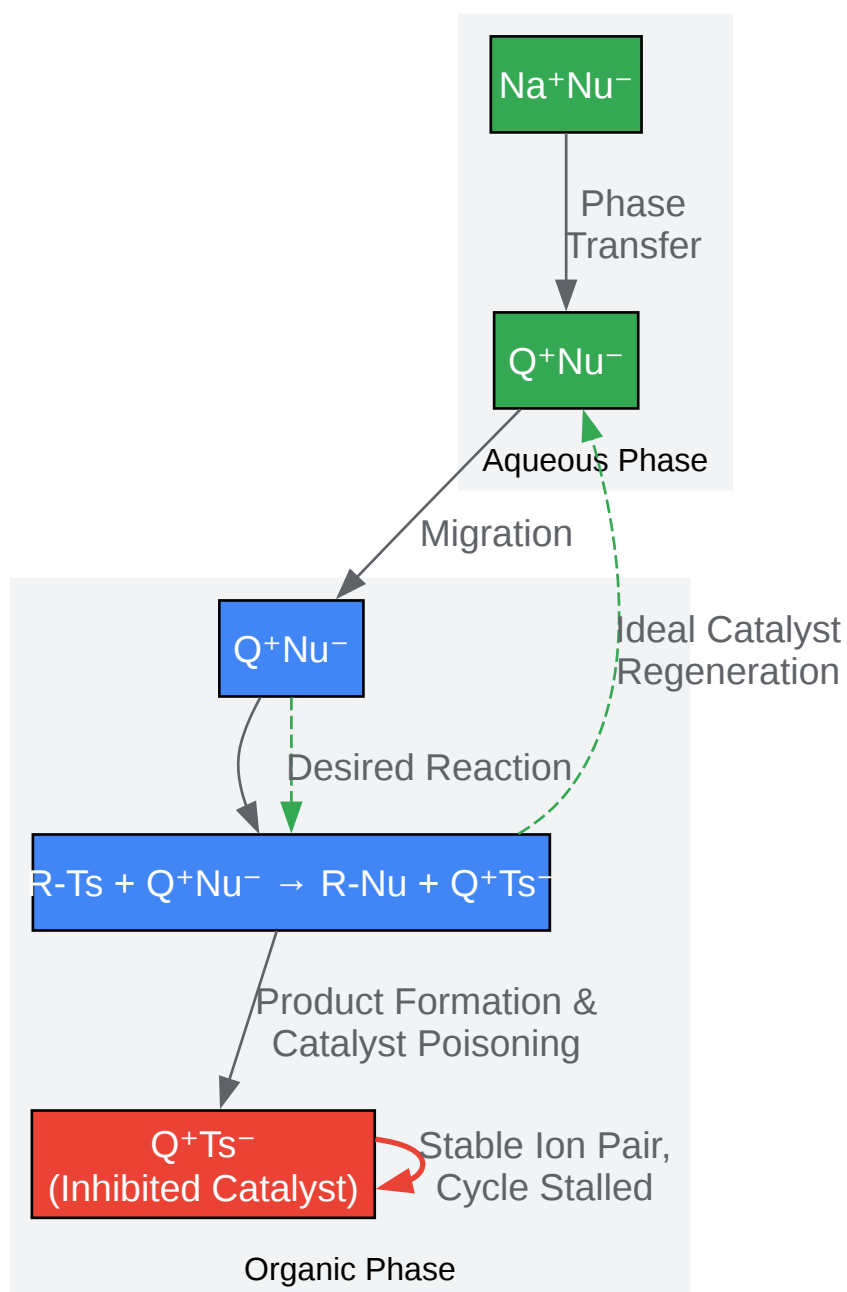 Na⁺Nu⁻
Phase
Transfer
Q⁺Nu⁻
Aqueous Phase
Migration
Q⁺Nu⁻
Ideal Catalyst
Regeneration
Desired Reaction
R-Ts + Q⁺Nu⁻ → R-Nu + Q⁺Ts⁻
Product Formation &
Catalyst Poisoning
Q⁺Ts⁻
(Inhibited Catalyst)
Stable Ion Pair,
Cycle Stalled
Organic Phase